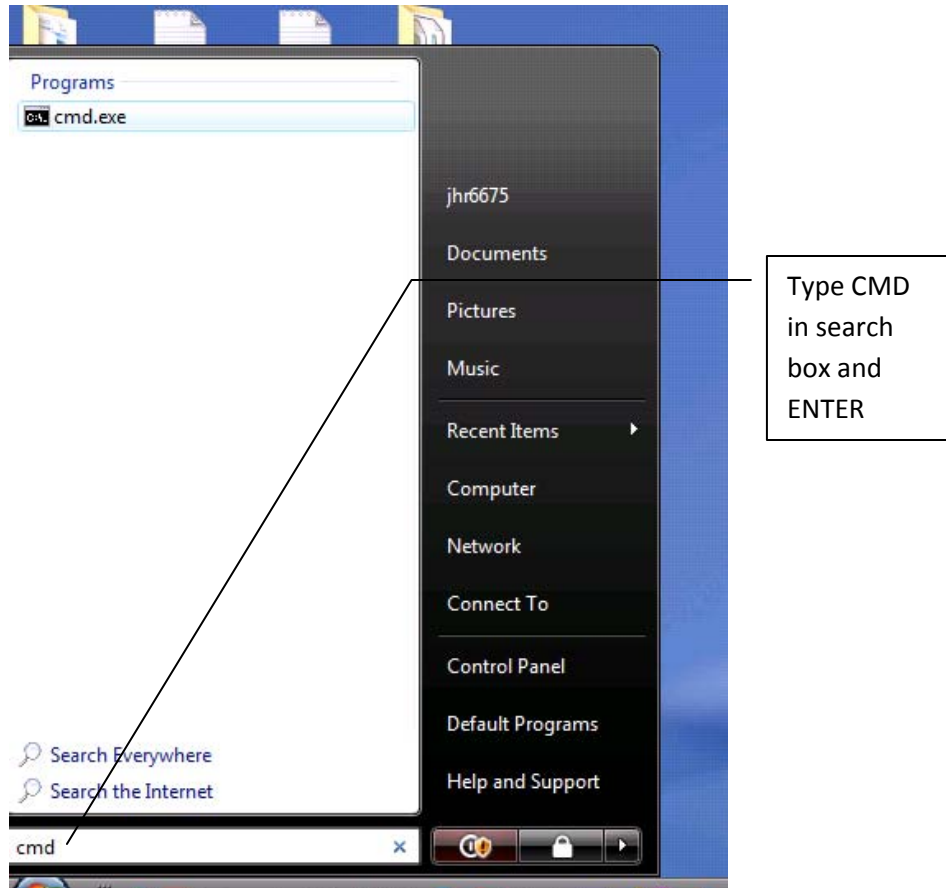 Programs
cmd.exe
jhr6675
Documents
Pictures
Music
Recent Items
Computer
Network
Connect To
Control Panel
Default Programs
Help and Support
Search Everywhere
Search the Internet
cmd
Type CMD
in search
box and
ENTER